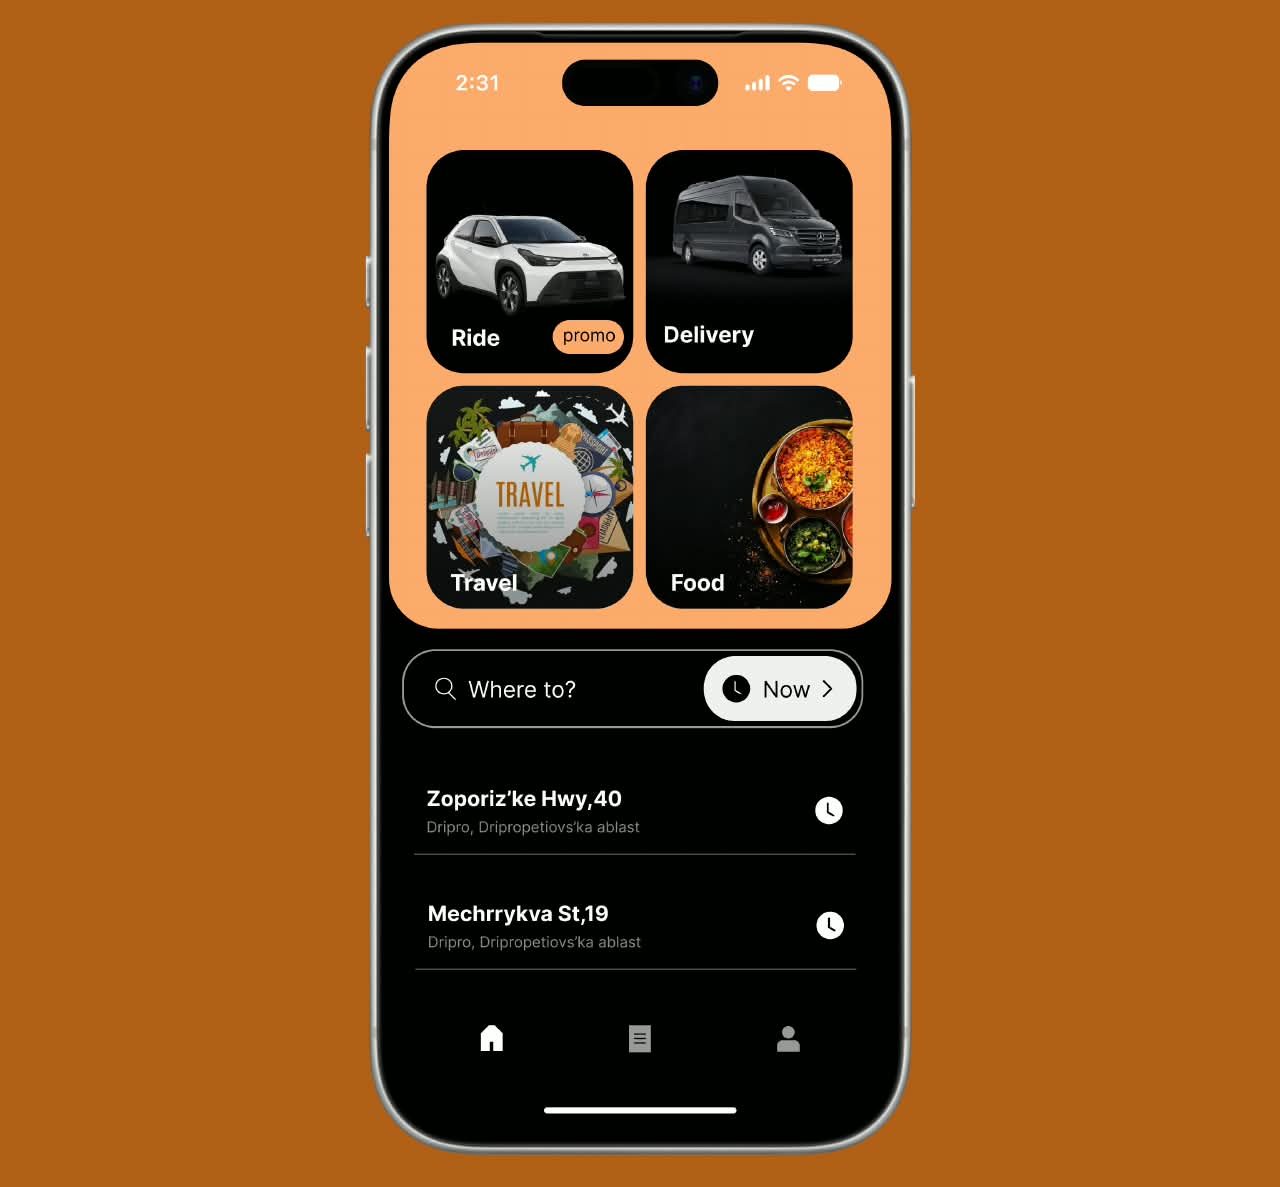 2:31
Ride
promo
Delivery
PASSPORT
TRAVEL
Travel
Food
Where to?
Now
Zoporiz’ke Hwy,40
Dripro, Dripropetiovs’ka ablast
Mechrrykva St,19
Dripro, Dripropetiovs’ka ablast